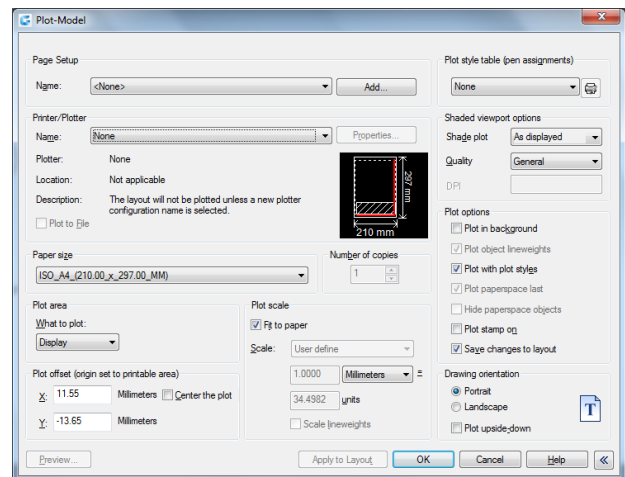 Plot-Model
Page Setup
Name: <None> Add...
Printer/Plotter
Name: None Properties...
Plotter: None
Location: Not applicable
Description: The layout will not be plotted unless a new plotter
configuration name is selected.
Plot to File
297 mm
210 mm
Paper size
ISO_A4_(210.00_x_297.00_MM)
Number of copies
1
Plot area
What to plot:
Display
Plot offset (origin set to printable area)
X: 11.55 Millimeters Center the plot
Y: -13.65 Millimeters
Plot scale
Fit to paper
Scale: User define
1.0000 Millimeters =
34.4982 units
Scale lineweights
Plot style table (pen assignments)
None
Shaded viewport options
Shade plot As displayed
Quality General
DPI
Plot options
Plot in background
Plot object lineweights
Plot with plot styles
Plot paperspace last
Hide paperspace objects
Plot stamp on
Save changes to layout
Drawing orientation
Portrait
Landscape
Plot upside-down
T
Preview... Apply to Layout OK Cancel Help